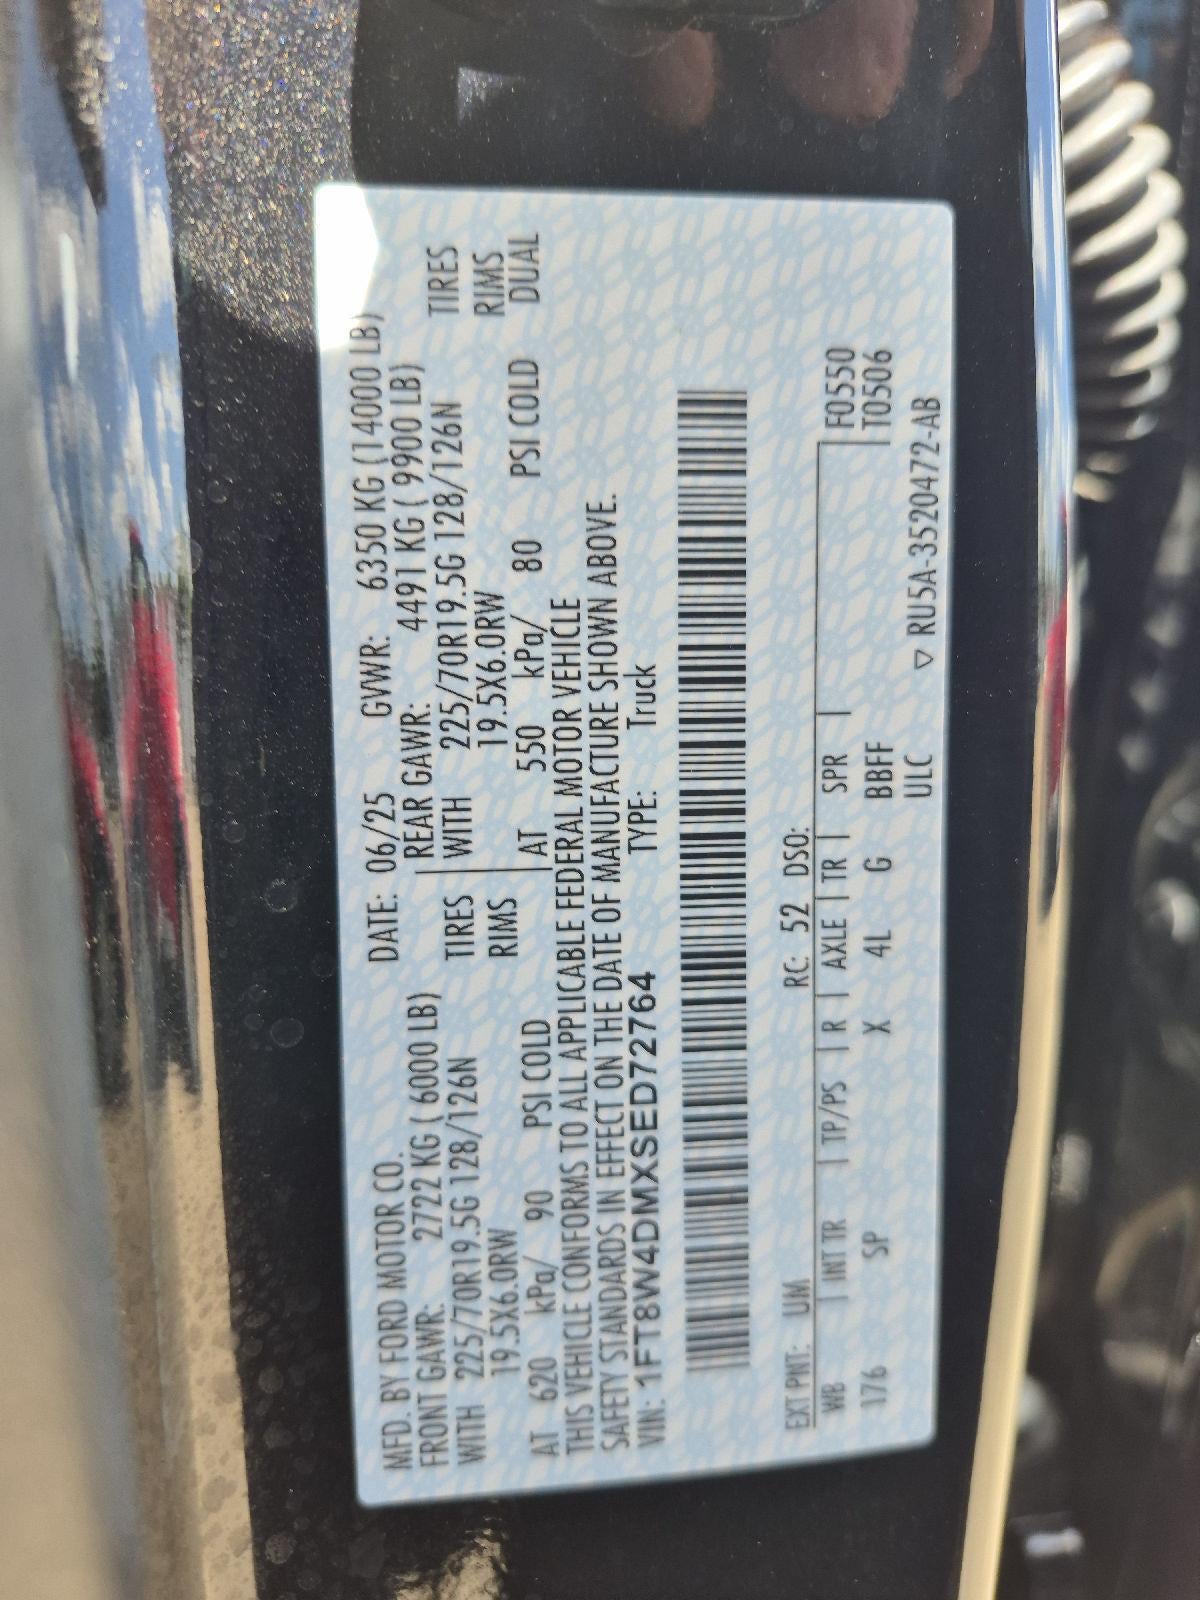 MFD. BY FORD MOTOR CO. DATE: 06/25 GVWR: 6350 KG (14000 LB)
FRONT GAWR: 2722 KG ( 6000 LB) REAR GAWR: 4491 KG ( 9900 LB)
WITH 225/70R19.5G 128/126N TIRES WITH 225/70R19.5G 128/126N TIRES
19.5X6.0RW RIMS 19.5X6.0RW RIMS
AT 620 kPa/ 90 PSI COLD AT 550 kPa/ 80 PSI COLD DUAL
THIS VEHICLE CONFORMS TO ALL APPLICABLE FEDERAL MOTOR VEHICLE
SAFETY STANDARDS IN EFFECT ON THE DATE OF MANUFACTURE SHOWN ABOVE.
VIN: 1FT8W4DMXSED72764 TYPE: Truck
EXT PNT: UM RC: 52 DSO:
WB | INT TR | TP/PS | R | AXLE | TR | SPR | F0550
176 SP X 4L G BBFF T0506
ULC ▽ RU5A-3520472-AB